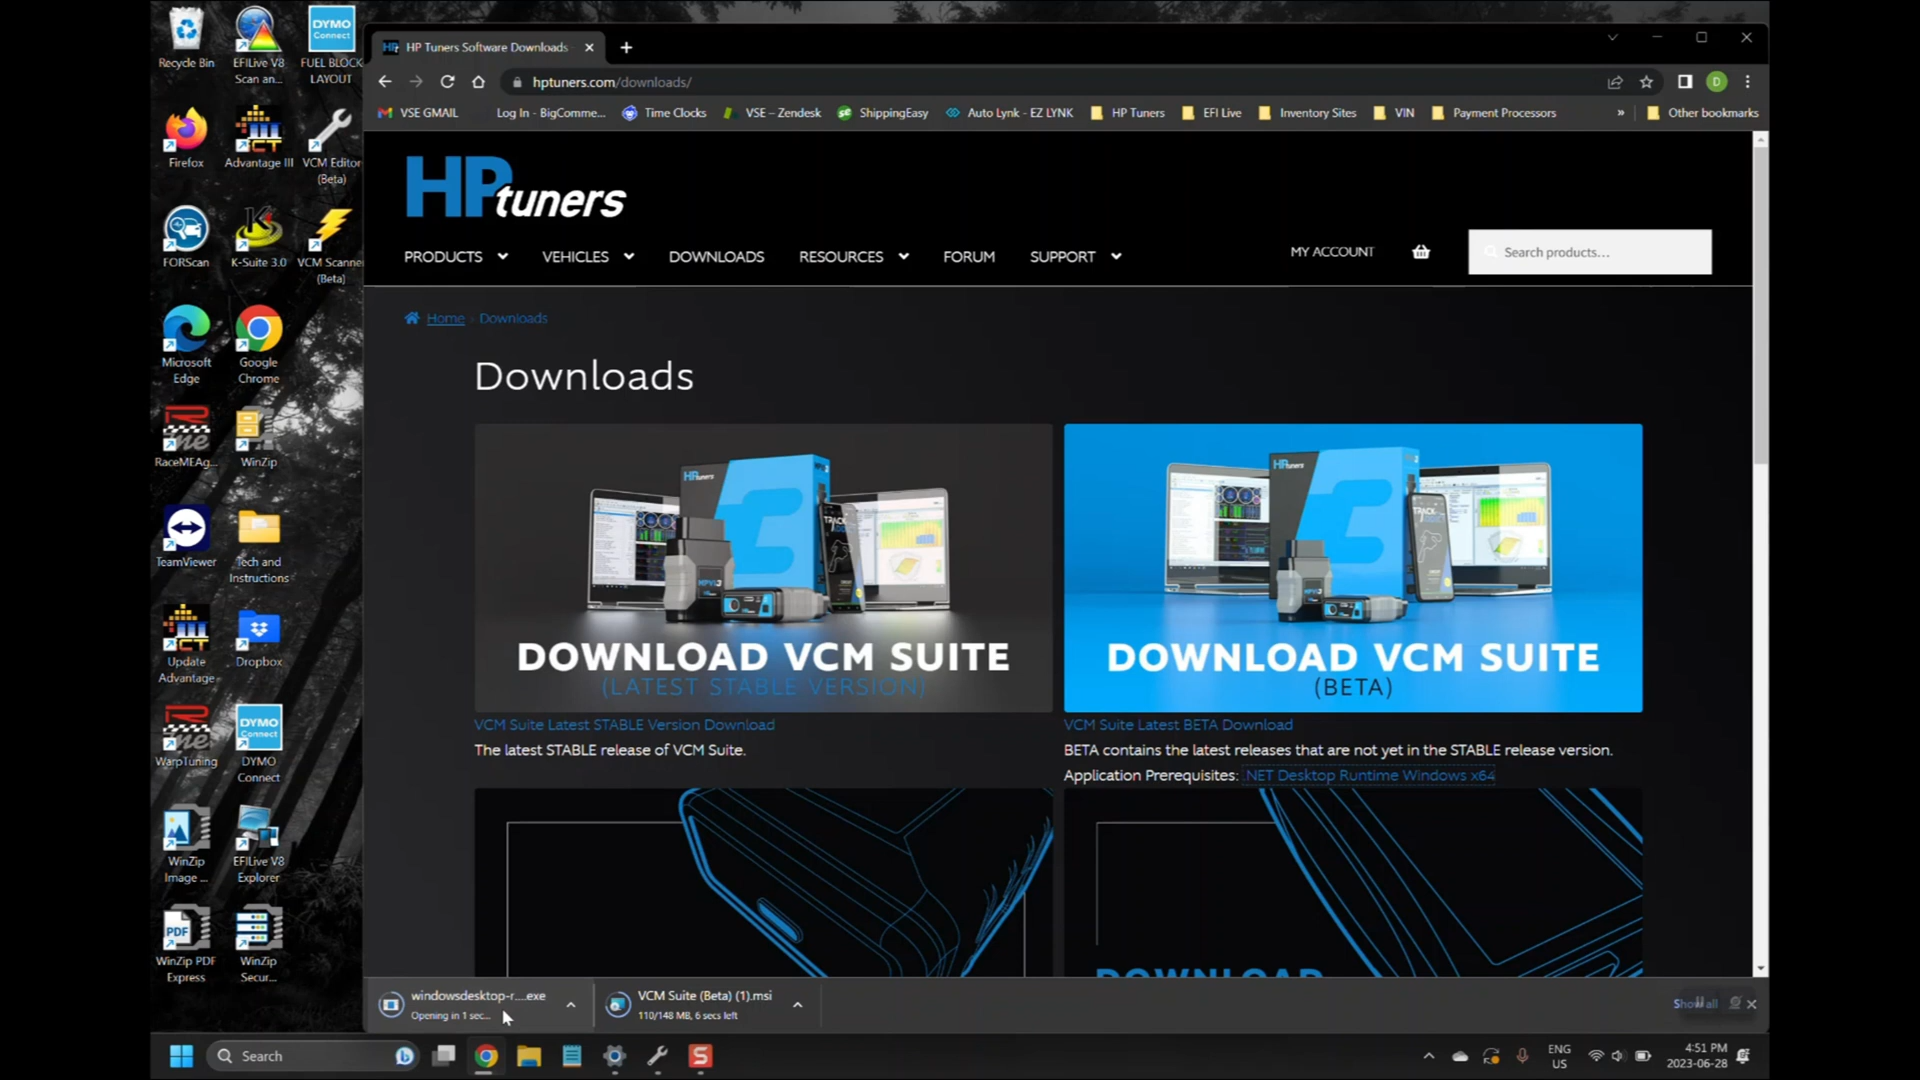 Recycle Bin
EFILive V8
Scan an...
DYMO
Connect
FUEL BLOCK
LAYOUT
Firefox
Advantage III
VCM Editor
(Beta)
FORScan
K-Suite 3.0
VCM Scanner
(Beta)
Microsoft
Edge
Google
Chrome
RaceMEAg...
WinZip
TeamViewer
Tech and
Instructions
Update
Advantage
Dropbox
WarpTuning
DYMO
Connect
DYMO
Connect
WinZip
Image ...
EFILive V8
Explorer
PDF
WinZip PDF
Express
WinZip
Secur...
HP Tuners Software Downloads
hptuners.com/downloads/
D
VSE GMAIL
Log In - BigComme...
Time Clocks
VSE – Zendesk
ShippingEasy
Auto Lynk - EZ LYNK
HP Tuners
EFI Live
Inventory Sites
VIN
Payment Processors
»
Other bookmarks
HPtuners
PRODUCTS
VEHICLES
DOWNLOADS
RESOURCES
FORUM
SUPPORT
MY ACCOUNT
Search products...
Home
Downloads
Downloads
HPtuners
3
DOWNLOAD VCM SUITE
(LATEST STABLE VERSION)
HPtuners
3
DOWNLOAD VCM SUITE
(BETA)
VCM Suite Latest STABLE Version Download
The latest STABLE release of VCM Suite.
VCM Suite Latest BETA Download
BETA contains the latest releases that are not yet in the STABLE release version.
Application Prerequisites: .NET Desktop Runtime Windows x64
DOWNLOAD
windowsdesktop-r....exe
Opening in 1 sec...
VCM Suite (Beta) (1).msi
110/148 MB, 6 secs left
Show all
Search
ENG
US
4:51 PM
2023-06-28